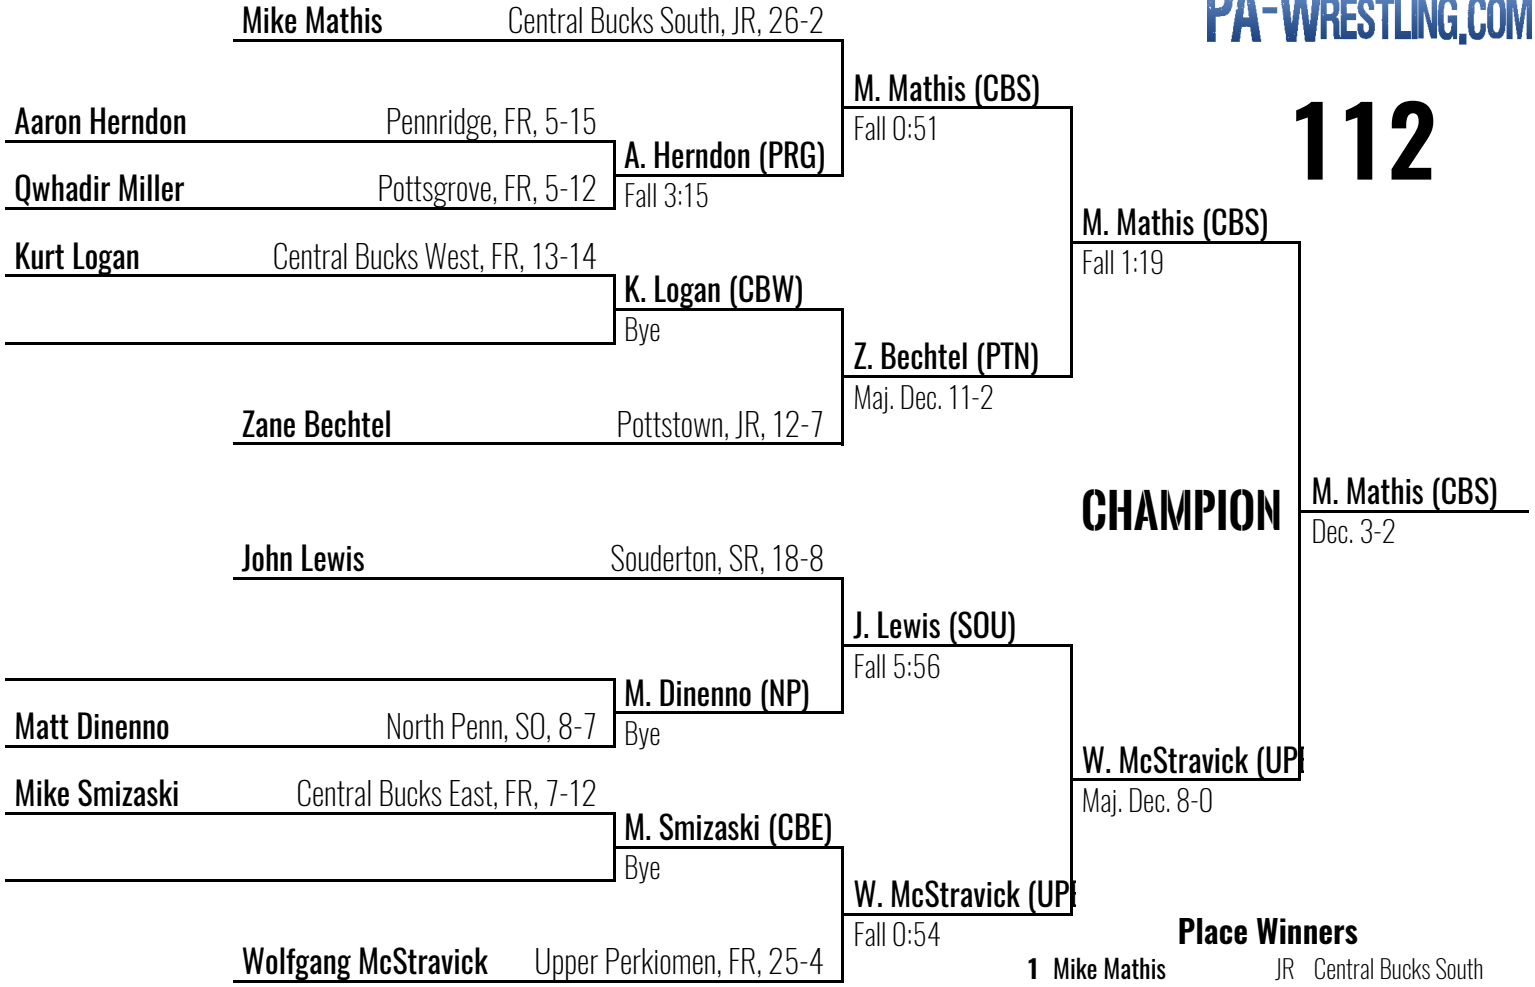 PA-WRESTLING.COM
112
Mike Mathis Central Bucks South, JR, 26-2
M. Mathis (CBS)
Fall 0:51
Aaron Herndon Pennridge, FR, 5-15
A. Herndon (PRG)
Fall 3:15
Qwhadir Miller Pottsgrove, FR, 5-12
M. Mathis (CBS)
Fall 1:19
Kurt Logan Central Bucks West, FR, 13-14
K. Logan (CBW)
Bye
Z. Bechtel (PTN)
Maj. Dec. 11-2
Zane Bechtel Pottstown, JR, 12-7
CHAMPION
M. Mathis (CBS)
Dec. 3-2
John Lewis Souderton, SR, 18-8
J. Lewis (SOU)
Fall 5:56
M. Dinenno (NP)
Bye
Matt Dinenno North Penn, SO, 8-7
W. McStravick (UP
Maj. Dec. 8-0
Mike Smizaski Central Bucks East, FR, 7-12
M. Smizaski (CBE)
Bye
W. McStravick (UP
Fall 0:54
Wolfgang McStravick Upper Perkiomen, FR, 25-4
Place Winners
1 Mike Mathis JR Central Bucks South